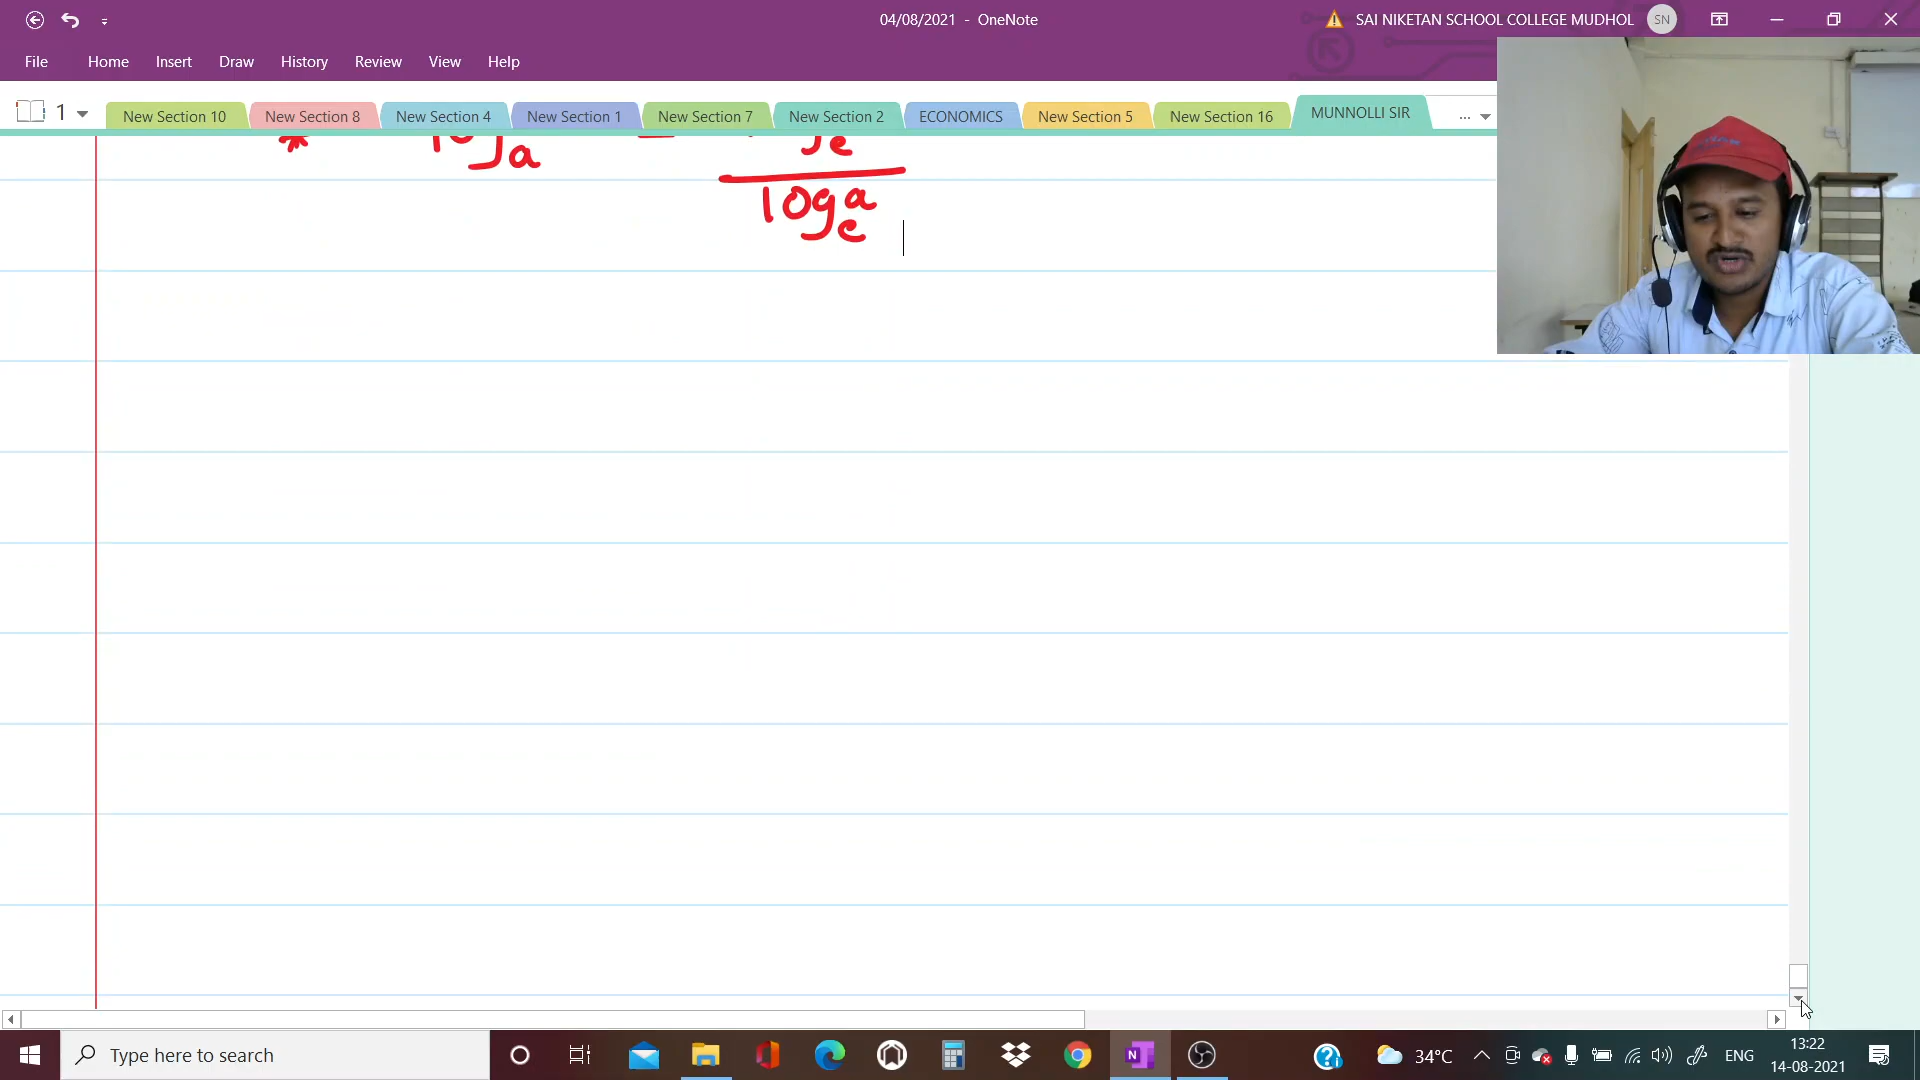 04/08/2021 - OneNote
SAI NIKETAN SCHOOL COLLEGE MUDHOL
SN
File Home Insert Draw History Review View Help
1 New Section 10 New Section 8 New Section 4 New Section 1 New Section 7 New Section 2 ECONOMICS New Section 5 New Section 16 MUNNOLLI SIR ...
* log a = e
log a e
Type here to search
34°C ENG 13:22
14-08-2021